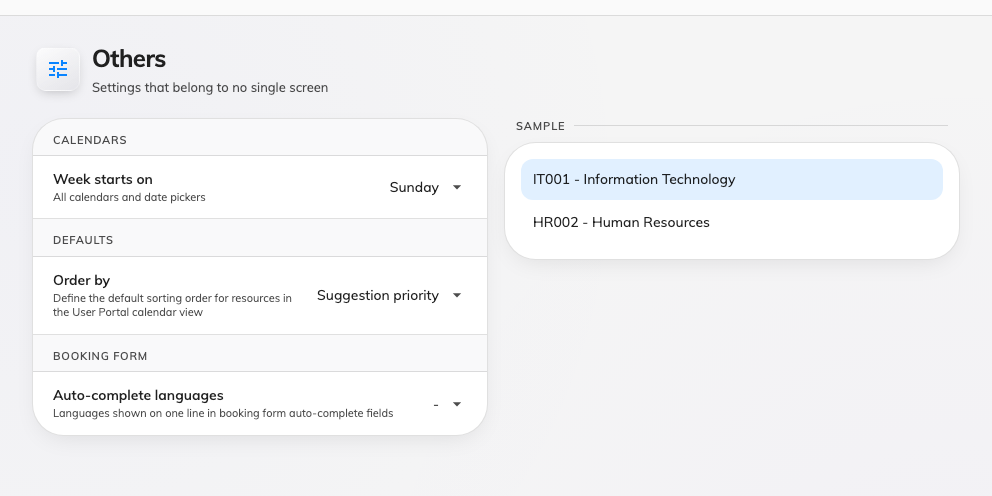 Others
Settings that belong to no single screen
CALENDARS
Week starts on
All calendars and date pickers
Sunday
DEFAULTS
Order by
Define the default sorting order for resources in
the User Portal calendar view
Suggestion priority
BOOKING FORM
Auto-complete languages
Languages shown on one line in booking form auto-complete fields
-
SAMPLE
IT001 - Information Technology
HR002 - Human Resources